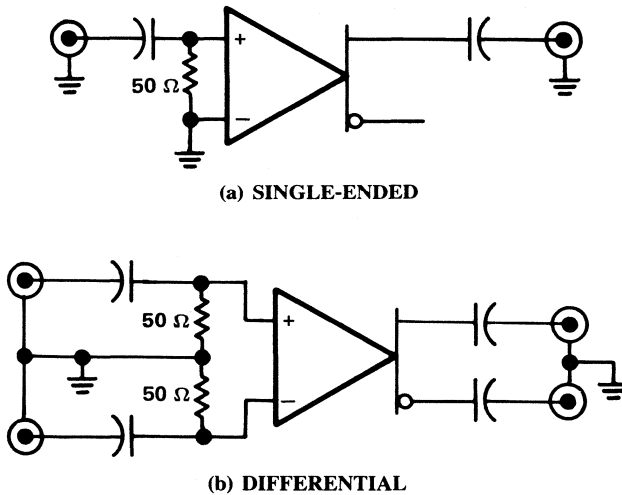 +
50 Ω
−
(a) SINGLE-ENDED
50 Ω
+
50 Ω
−
(b) DIFFERENTIAL